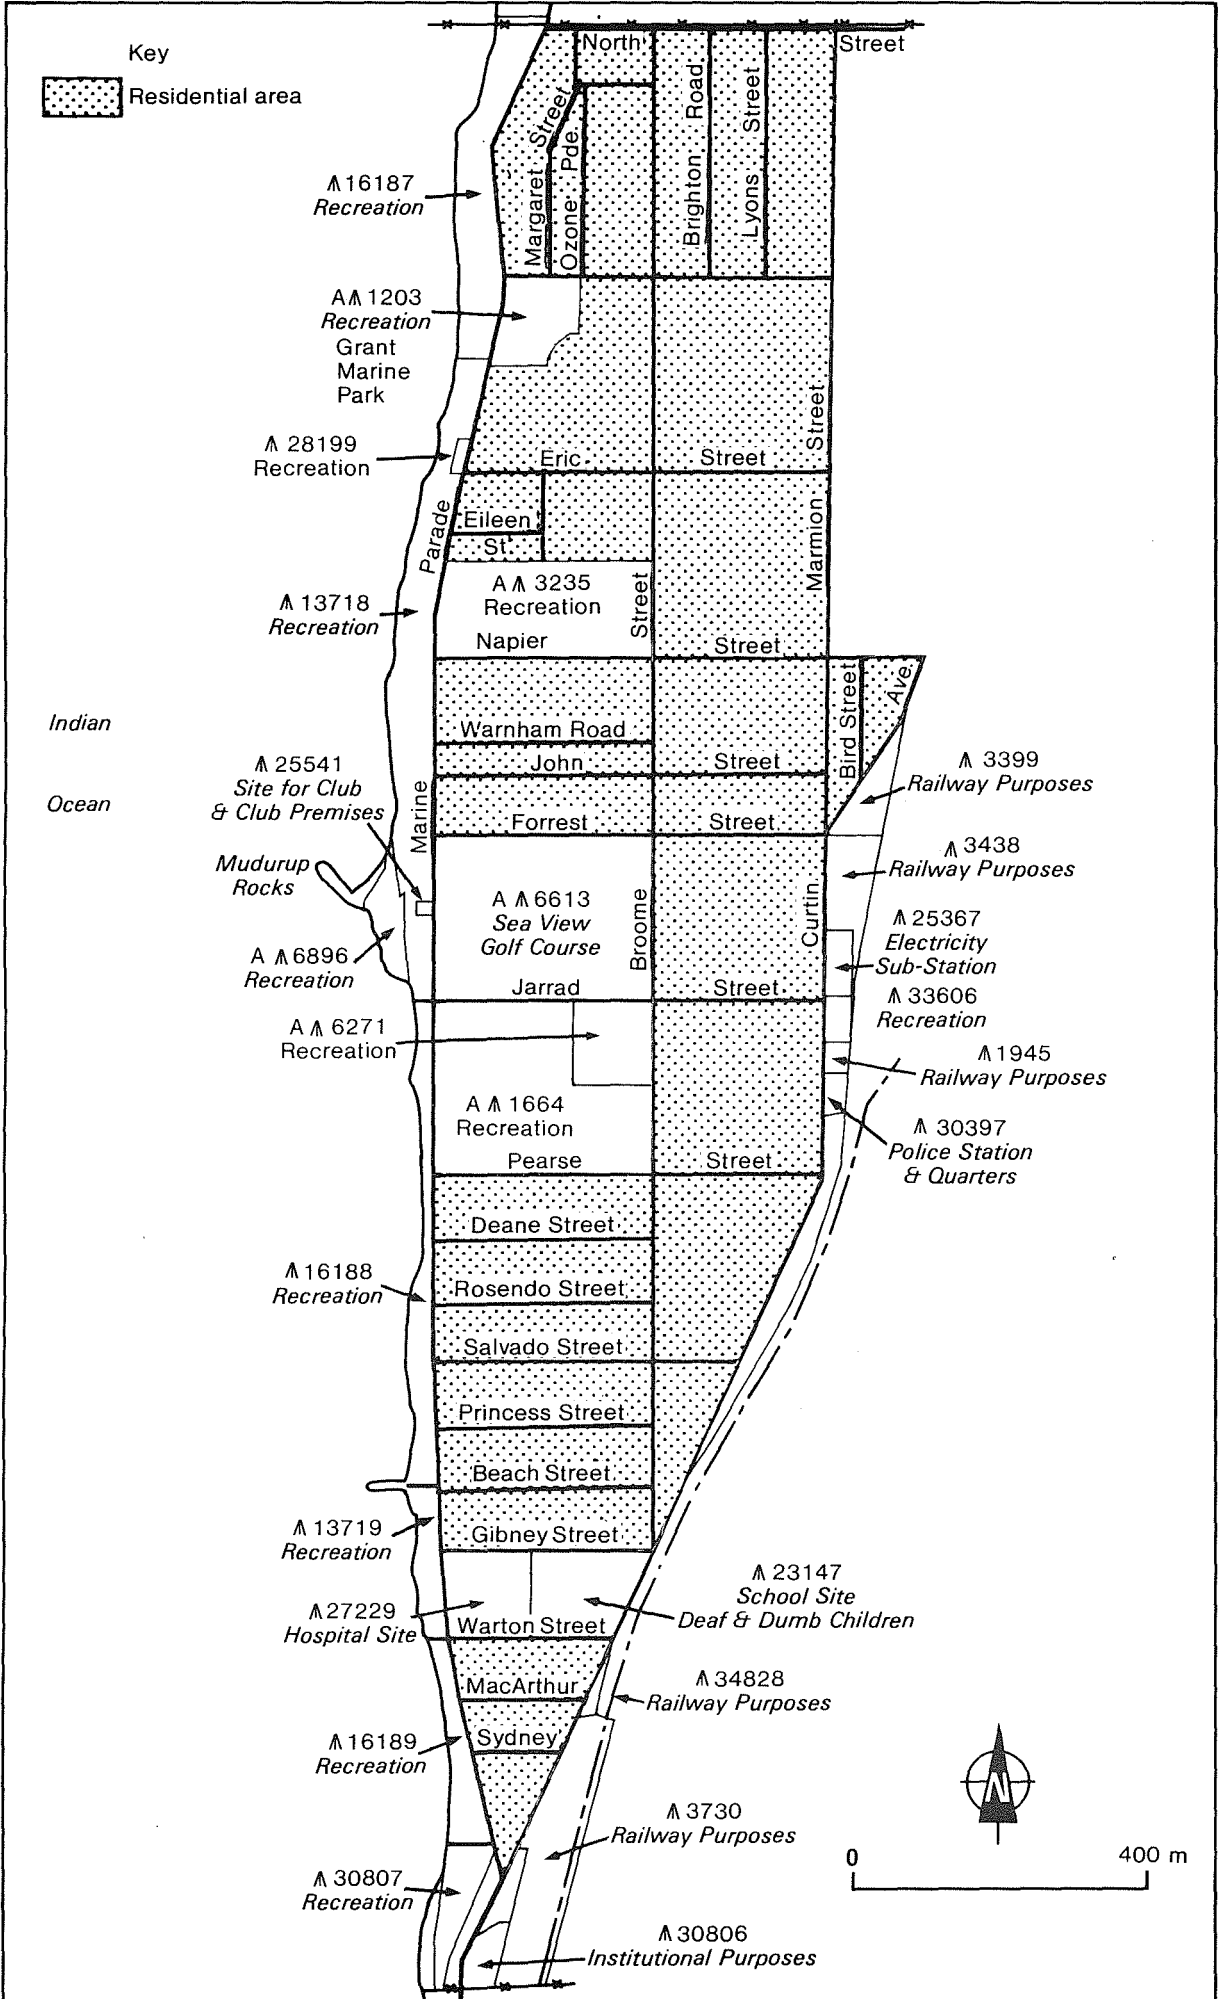 Key
Residential area
North
Street
Margaret Street
Ozone Pde.
Brighton Road
Lyons Street
16187
Recreation
A 1203
Recreation
Grant
Marine
Park
28199
Recreation
Eric
Street
Marmion Street
Eileen
St
Parade
A 3235
Recreation
13718
Recreation
Street
Napier
Street
Indian
Ocean
Warnham Road
John
Street
Bird Street
Ave.
25541
Site for Club
& Club Premises
3399
Railway Purposes
Marine
Forrest
Street
Mudurup
Rocks
3438
Railway Purposes
A 6613
Sea View
Golf Course
Broome
Curtin
25367
Electricity
Sub-Station
A 6896
Recreation
Jarrad
Street
33606
Recreation
A 6271
Recreation
1945
Railway Purposes
A 1664
Recreation
30397
Police Station
& Quarters
Pearse
Street
Deane Street
16188
Recreation
Rosendo Street
Salvado Street
Princess Street
Beach Street
13719
Recreation
Gibney Street
23147
School Site
Deaf & Dumb Children
27229
Hospital Site
Warton Street
MacArthur
34828
Railway Purposes
16189
Recreation
Sydney
N
3730
Railway Purposes
0
400 m
30807
Recreation
30806
Institutional Purposes